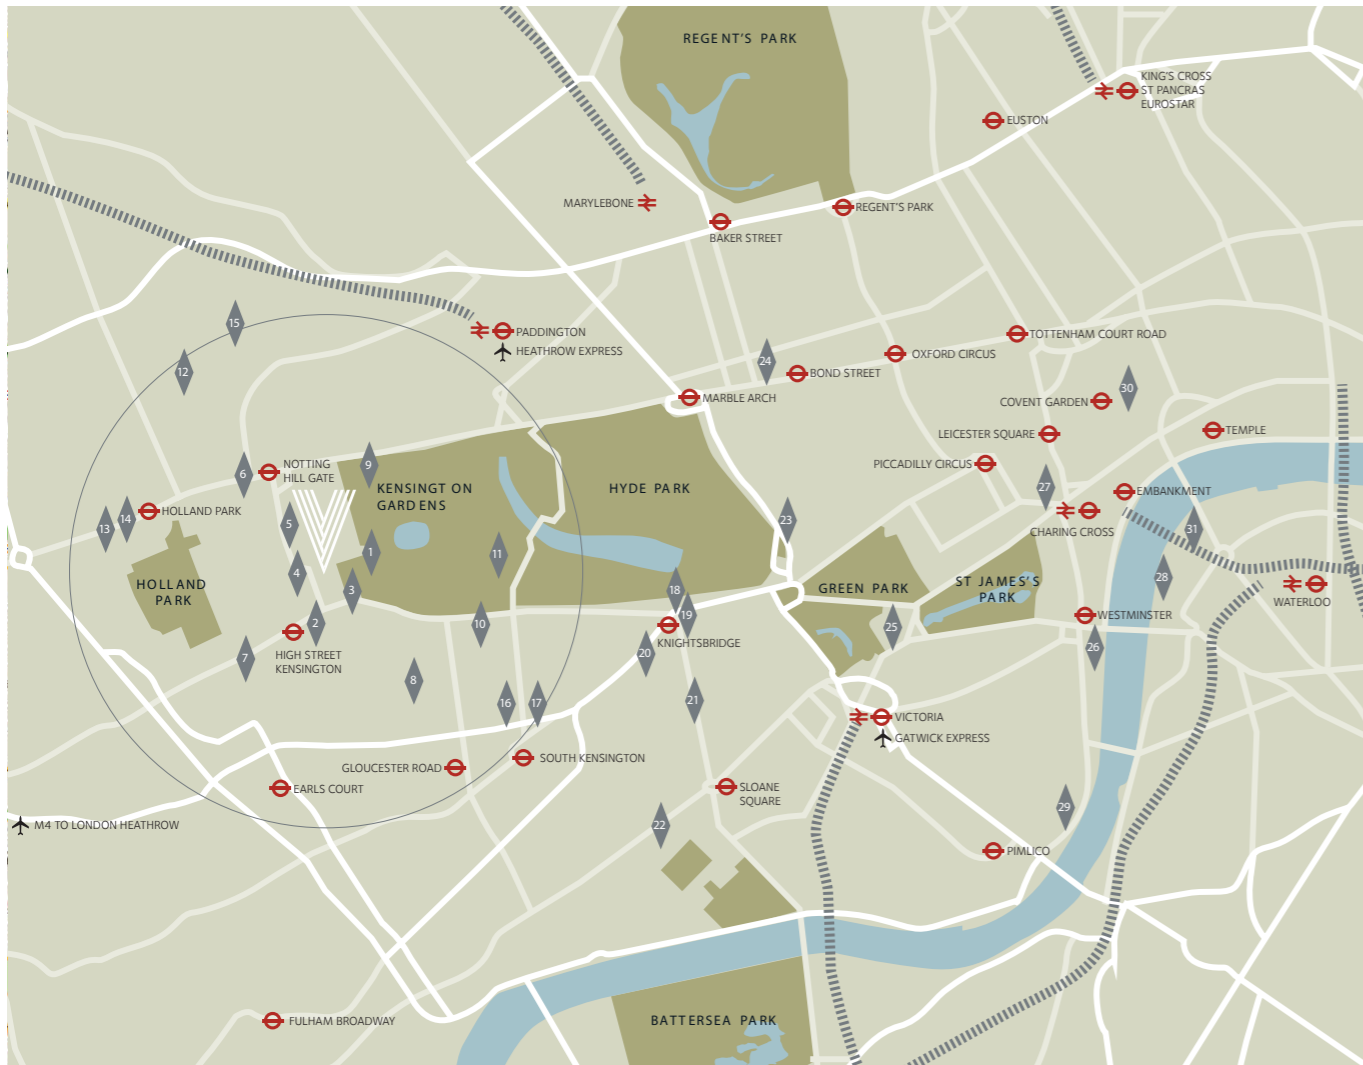 REGENT'S PARK
KING'S CROSS
ST PANCRAS
EUROSTAR
EUSTON
MARYLEBONE
REGENT'S PARK
BAKER STREET
15
PADDINGTON
HEATHROW EXPRESS
TOTTENHAM COURT ROAD
OXFORD CIRCUS
24
BOND STREET
12
MARBLE ARCH
30
COVENT GARDEN
LEICESTER SQUARE
TEMPLE
PICCADILLY CIRCUS
9
6
NOTTING
HILL GATE
KENSINGT ON
GARDENS
HYDE PARK
27
EMBANKMENT
HOLLAND PARK
14
13
5
23
CHARING CROSS
31
1
11
4
HOLLAND
PARK
3
18
GREEN PARK
ST JAMES'S
PARK
28
WATERLOO
19
WESTMINSTER
2
10
KNIGHTSBRIDGE
25
26
7
HIGH STREET
KENSINGTON
20
8
16
17
21
VICTORIA
GATWICK EXPRESS
SOUTH KENSINGTON
GLOUCESTER ROAD
EARLS COURT
SLOANE
SQUARE
29
M4 TO LONDON HEATHROW
22
PIMLICO
FULHAM BROADWAY
BATTERSEA PARK